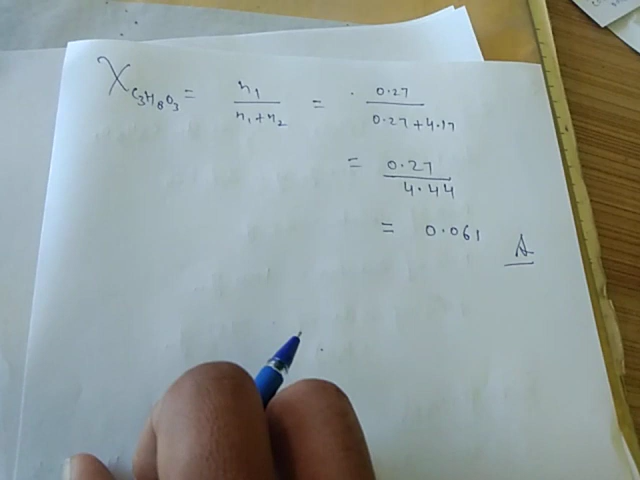 X_{C3H8O3} = n1/(n1+n2) = 0.27/(0.27+4.17)
= 0.27/4.44
= 0.061 A